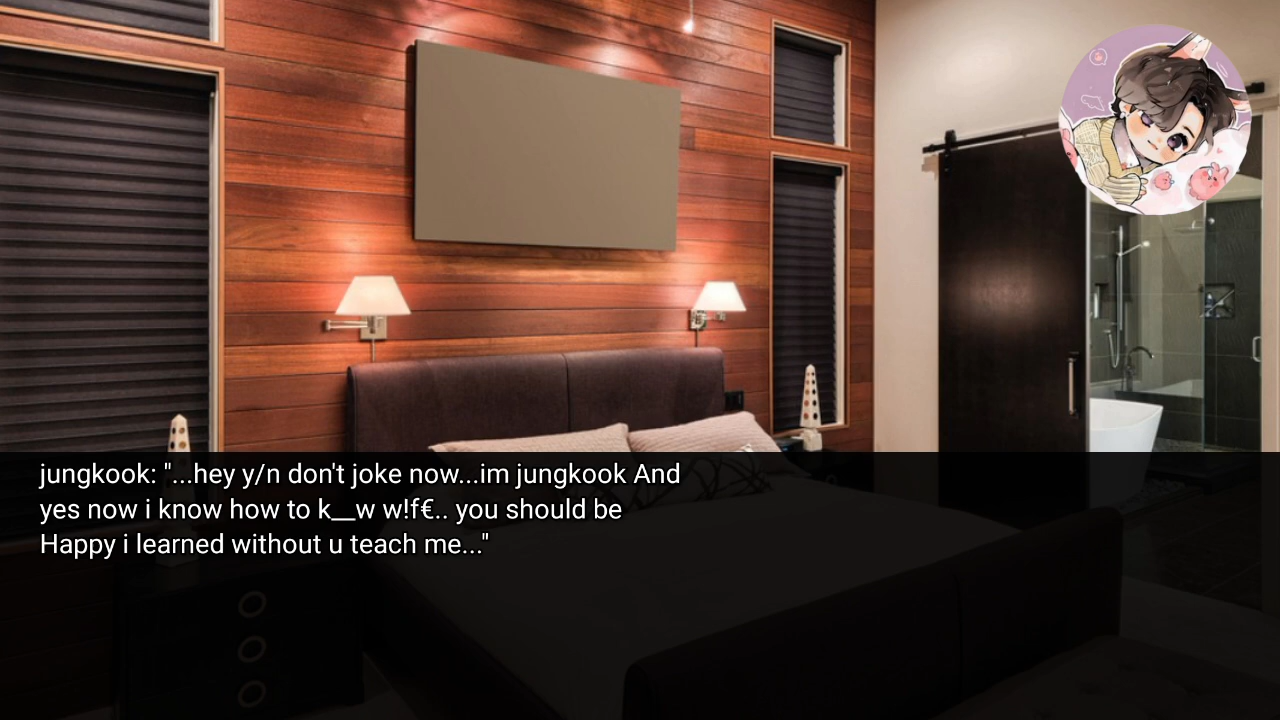 jungkook: "...hey y/n don't joke now...im jungkook And
yes now i know how to k__w w!f€.. you should be
Happy i learned without u teach me..."